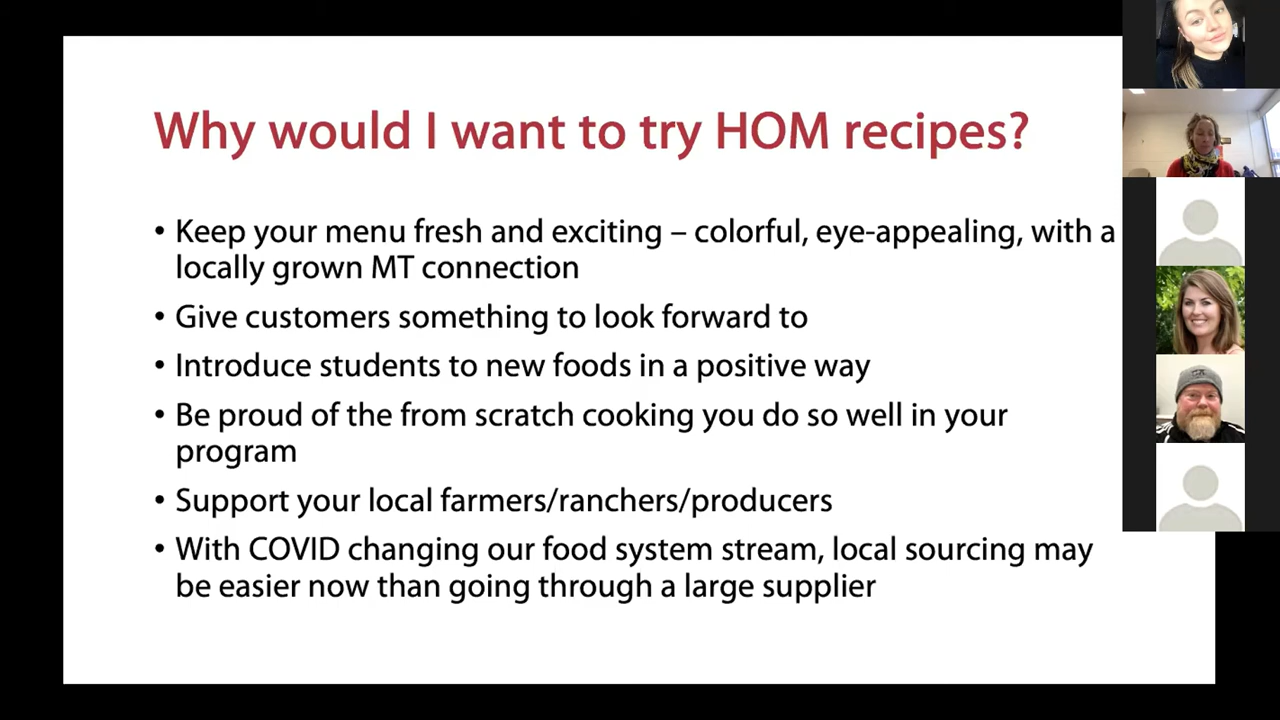 Why would I want to try HOM recipes?
• Keep your menu fresh and exciting – colorful, eye-appealing, with a
locally grown MT connection
• Give customers something to look forward to
• Introduce students to new foods in a positive way
• Be proud of the from scratch cooking you do so well in your
program
• Support your local farmers/ranchers/producers
• With COVID changing our food system stream, local sourcing may
be easier now than going through a large supplier